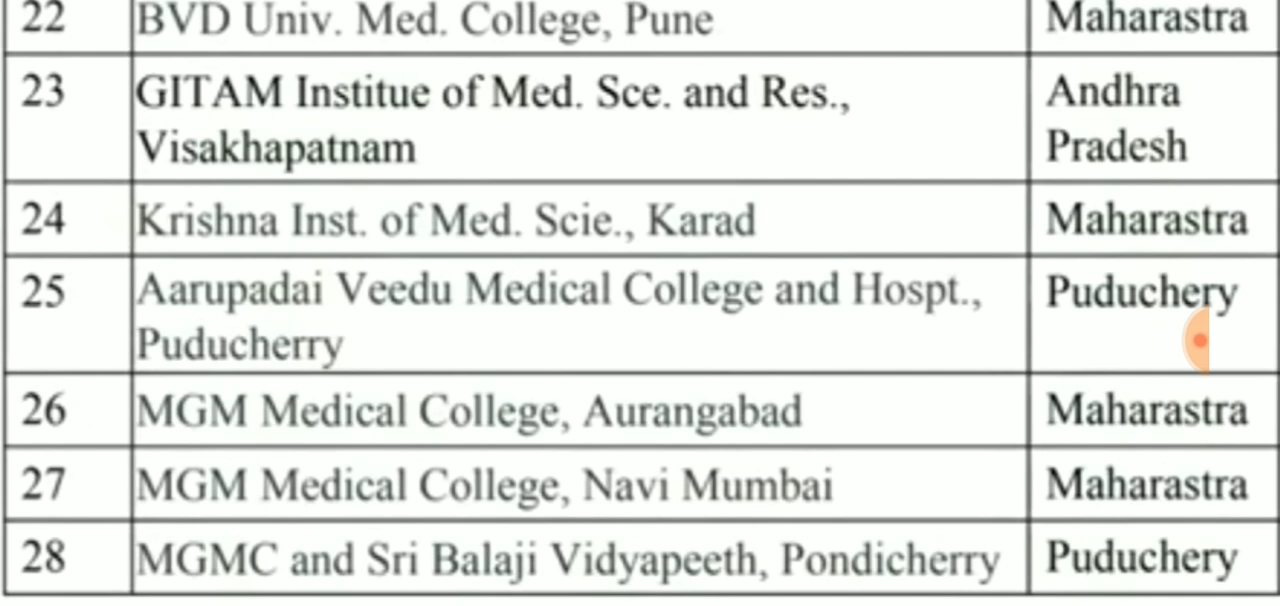 22 BVD Univ. Med. College, Pune Maharastra
23 GITAM Institue of Med. Sce. and Res., Andhra
Visakhapatnam Pradesh
24 Krishna Inst. of Med. Scie., Karad Maharastra
25 Aarupadai Veedu Medical College and Hospt., Puduchery
Puducherry
26 MGM Medical College, Aurangabad Maharastra
27 MGM Medical College, Navi Mumbai Maharastra
28 MGMC and Sri Balaji Vidyapeeth, Pondicherry Puduchery